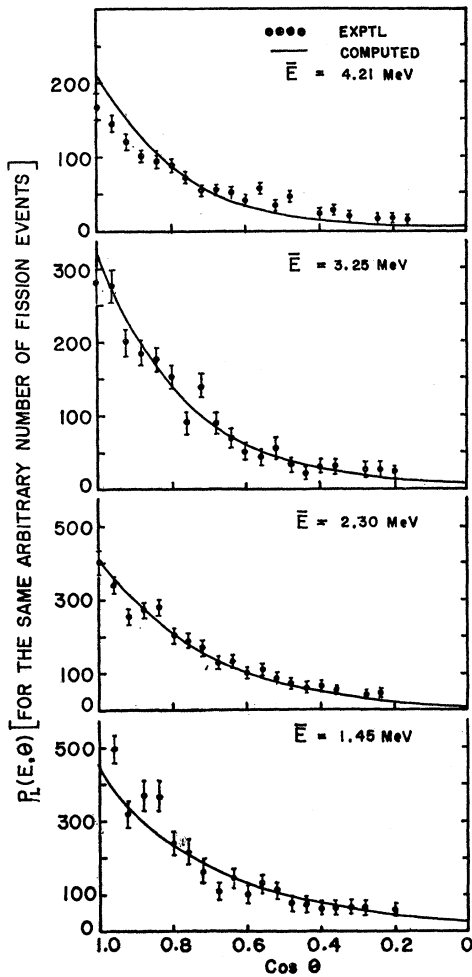 ●●●● EXPTL
— COMPUTED
E̅ = 4.21 MeV
200
100
0
E̅ = 3.25 MeV
300
200
100
0
E̅ = 2.30 MeV
500
300
100
0
E̅ = 1.45 MeV
500
300
100
0
1.0 0.8 0.6 0.4 0.2 0
Cos θ
P_L(E,θ) [FOR THE SAME ARBITRARY NUMBER OF FISSION EVENTS]